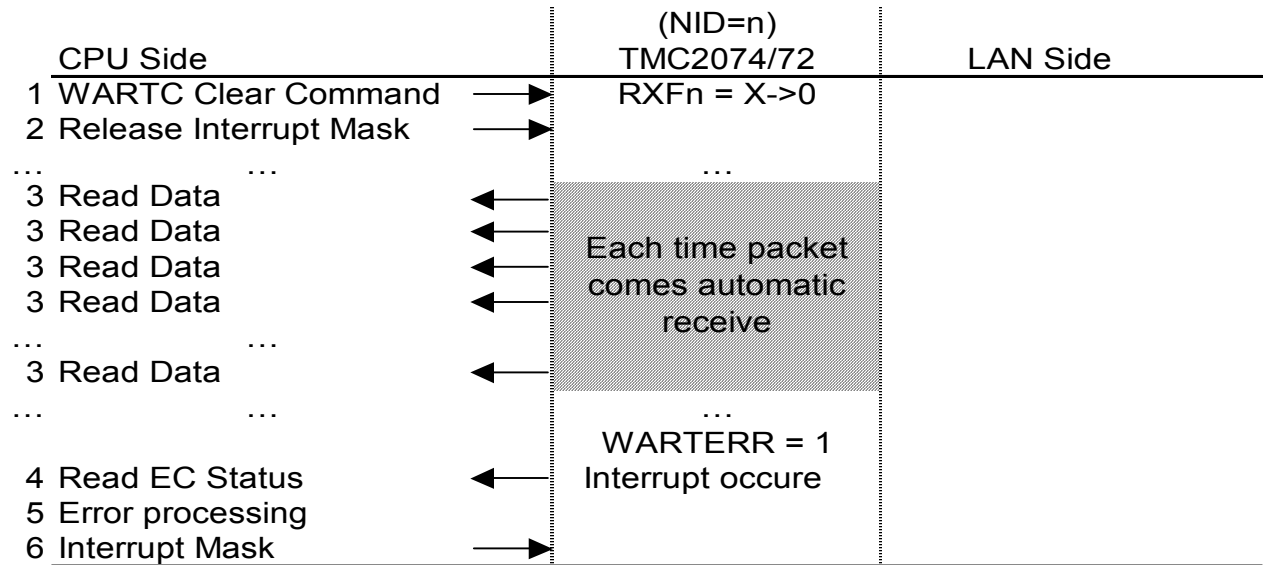 (NID=n)
CPU Side TMC2074/72 LAN Side
1 WARTC Clear Command RXFn = X->0
2 Release Interrupt Mask
... ... ...
3 Read Data
3 Read Data
Each time packet
3 Read Data
comes automatic
3 Read Data
receive
... ...
3 Read Data
... ... ...
WARTERR = 1
4 Read EC Status Interrupt occure
5 Error processing
6 Interrupt Mask